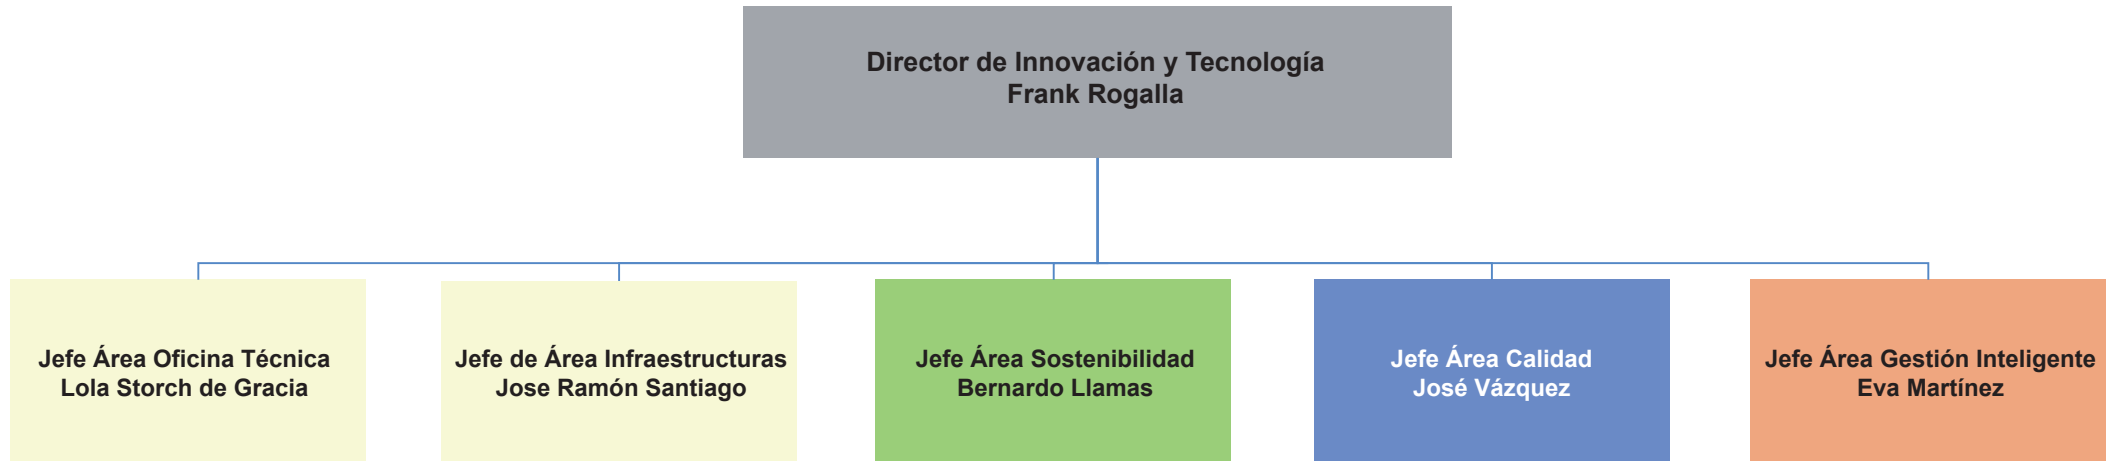 Director de Innovación y Tecnología
Frank Rogalla
Jefe Área Oficina Técnica
Lola Storch de Gracia
Jefe de Área Infraestructuras
Jose Ramón Santiago
Jefe Área Sostenibilidad
Bernardo Llamas
Jefe Área Calidad
José Vázquez
Jefe Área Gestión Inteligente
Eva Martínez